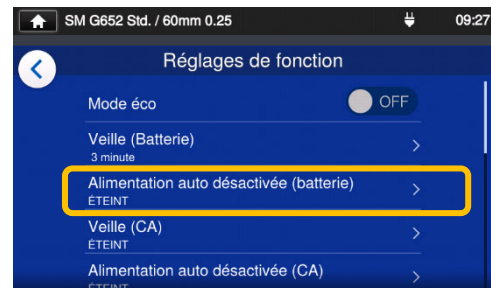 SM G652 Std. / 60mm 0.25 09:27
Réglages de fonction
Mode éco OFF
Veille (Batterie)
3 minute
Alimentation auto désactivée (batterie)
ÉTEINT
Veille (CA)
ÉTEINT
Alimentation auto désactivée (CA)
ÉTEINT